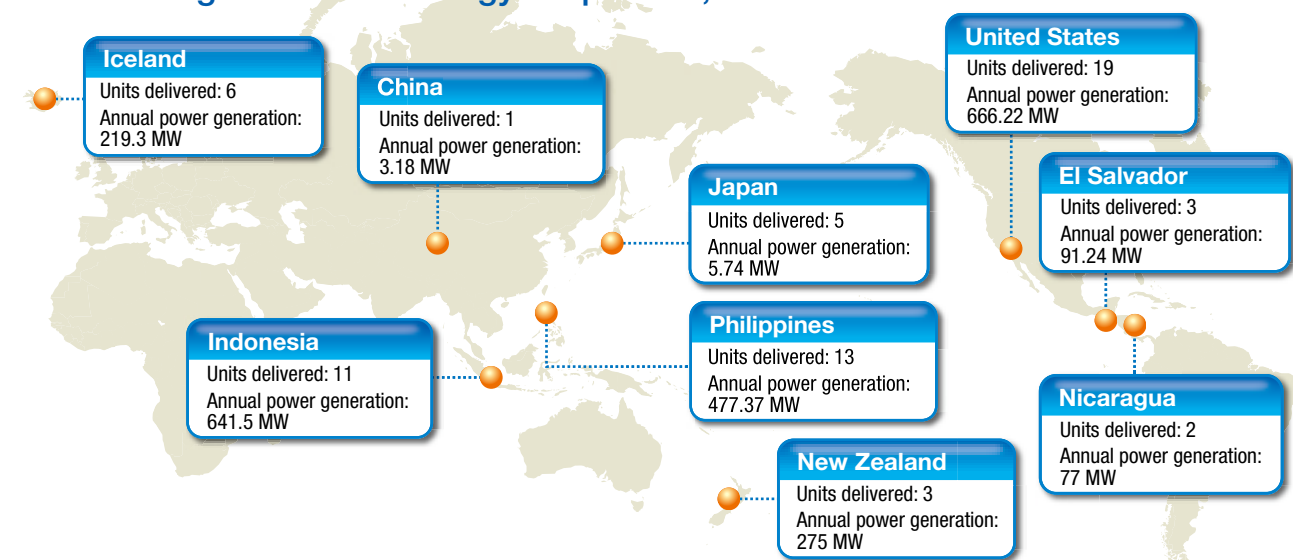 Iceland
Units delivered: 6
Annual power generation:
219.3 MW
China
Units delivered: 1
Annual power generation:
3.18 MW
United States
Units delivered: 19
Annual power generation:
666.22 MW
Japan
Units delivered: 5
Annual power generation:
5.74 MW
El Salvador
Units delivered: 3
Annual power generation:
91.24 MW
Indonesia
Units delivered: 11
Annual power generation:
641.5 MW
Philippines
Units delivered: 13
Annual power generation:
477.37 MW
Nicaragua
Units delivered: 2
Annual power generation:
77 MW
New Zealand
Units delivered: 3
Annual power generation:
275 MW